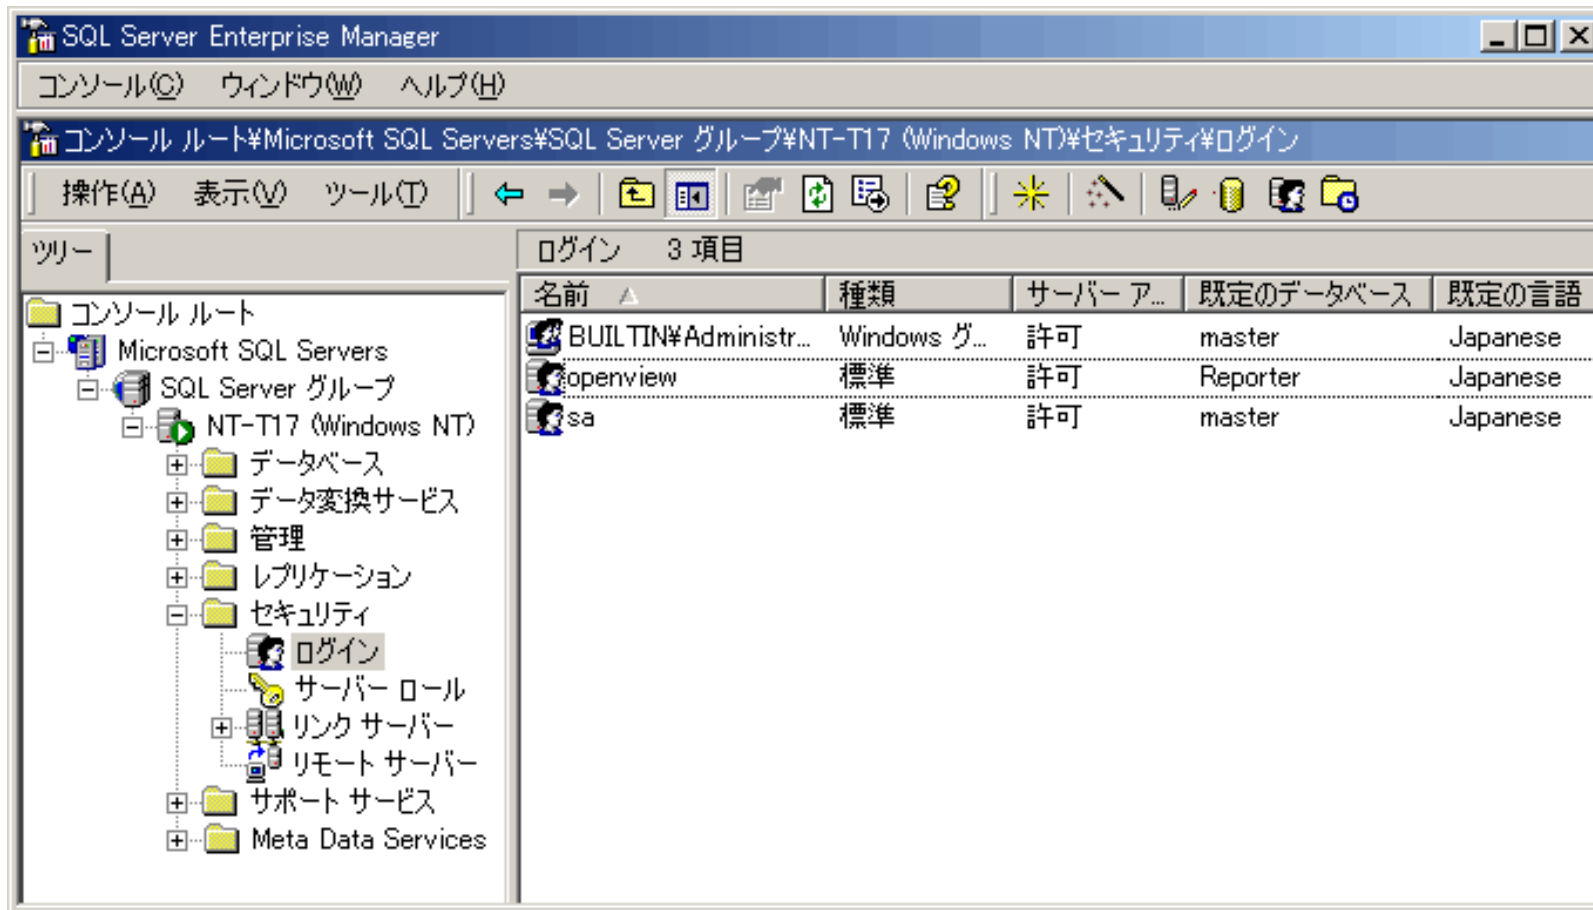 SQL Server Enterprise Manager
コンソール(C) ウィンドウ(W) ヘルプ(H)
コンソール ルート¥Microsoft SQL Servers¥SQL Server グループ¥NT-T17 (Windows NT)¥セキュリティ¥ログイン
操作(A) 表示(V) ツール(T)
ツリー
コンソール ルート
Microsoft SQL Servers
SQL Server グループ
NT-T17 (Windows NT)
データベース
データ変換サービス
管理
レプリケーション
セキュリティ
ログイン
サーバー ロール
リンク サーバー
リモート サーバー
サポート サービス
Meta Data Services
ログイン 3 項目
名前 種類 サーバー ア... 既定のデータベース 既定の言語
BUILTIN¥Administr... Windows グ... 許可 master Japanese
openview 標準 許可 Reporter Japanese
sa 標準 許可 master Japanese